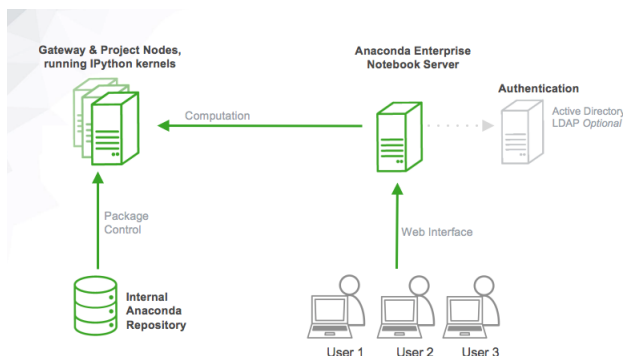 Gateway & Project Nodes,
running IPython kernels
Anaconda Enterprise
Notebook Server
Authentication
Active Directory
LDAP Optional
Computation
Package
Control
Web Interface
Internal
Anaconda
Repository
User 1
User 2
User 3